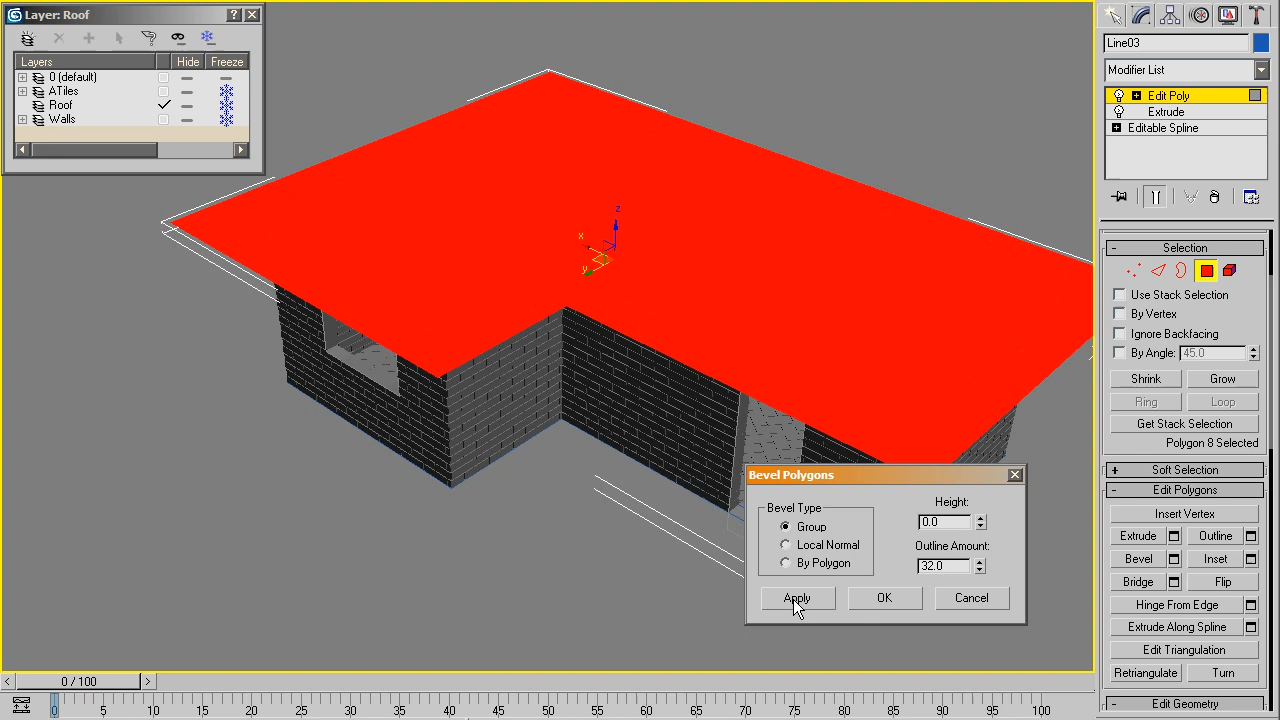 Layer: Roof
Layers Hide Freeze
0 (default)
ATiles
Roof
Walls
z
x
y
Line03
Modifier List
Edit Poly
Extrude
Editable Spline
Selection
Use Stack Selection
By Vertex
Ignore Backfacing
By Angle: 45.0
Shrink Grow
Ring Loop
Get Stack Selection
Polygon 8 Selected
Soft Selection
Edit Polygons
Insert Vertex
Extrude Outline
Bevel Inset
Bridge Flip
Hinge From Edge
Extrude Along Spline
Edit Triangulation
Retriangulate Turn
Edit Geometry
Bevel Polygons
Bevel Type
Group
Local Normal
By Polygon
Height:
0.0
Outline Amount:
32.0
Apply OK Cancel
0 / 100
0 5 10 15 20 25 30 35 40 45 50 55 60 65 70 75 80 85 90 95 100